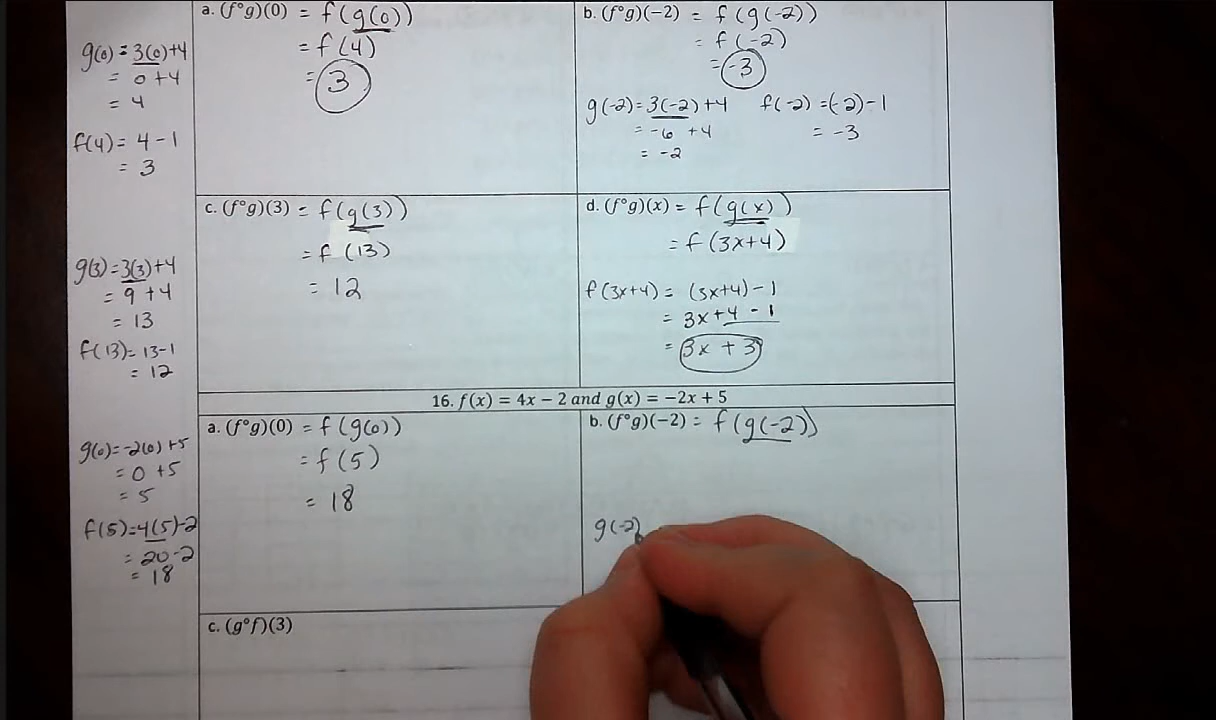 a. (f°g)(0) = f(g(0))
= f(4)
= 3
g(0) = 3(0)+4
= 0+4
= 4
f(4) = 4-1
= 3
b. (f°g)(-2) = f(g(-2))
= f(-2)
= -3
g(-2) = 3(-2)+4
= -6 +4
= -2
f(-2) = (-2)-1
= -3
c. (f°g)(3) = f(g(3))
= f(13)
= 12
g(3) = 3(3)+4
= 9+4
= 13
f(13) = 13-1
= 12
d. (f°g)(x) = f(g(x))
= f(3x+4)
f(3x+4) = (3x+4)-1
= 3x+4-1
= 3x+3
16. f(x) = 4x − 2 and g(x) = −2x + 5
a. (f°g)(0) = f(g(0))
= f(5)
= 18
g(0)=-2(0)+5
= 0+5
= 5
f(5)=4(5)-2
= 20-2
= 18
b. (f°g)(-2) = f(g(-2))
g(-2)
c. (g°f)(3)